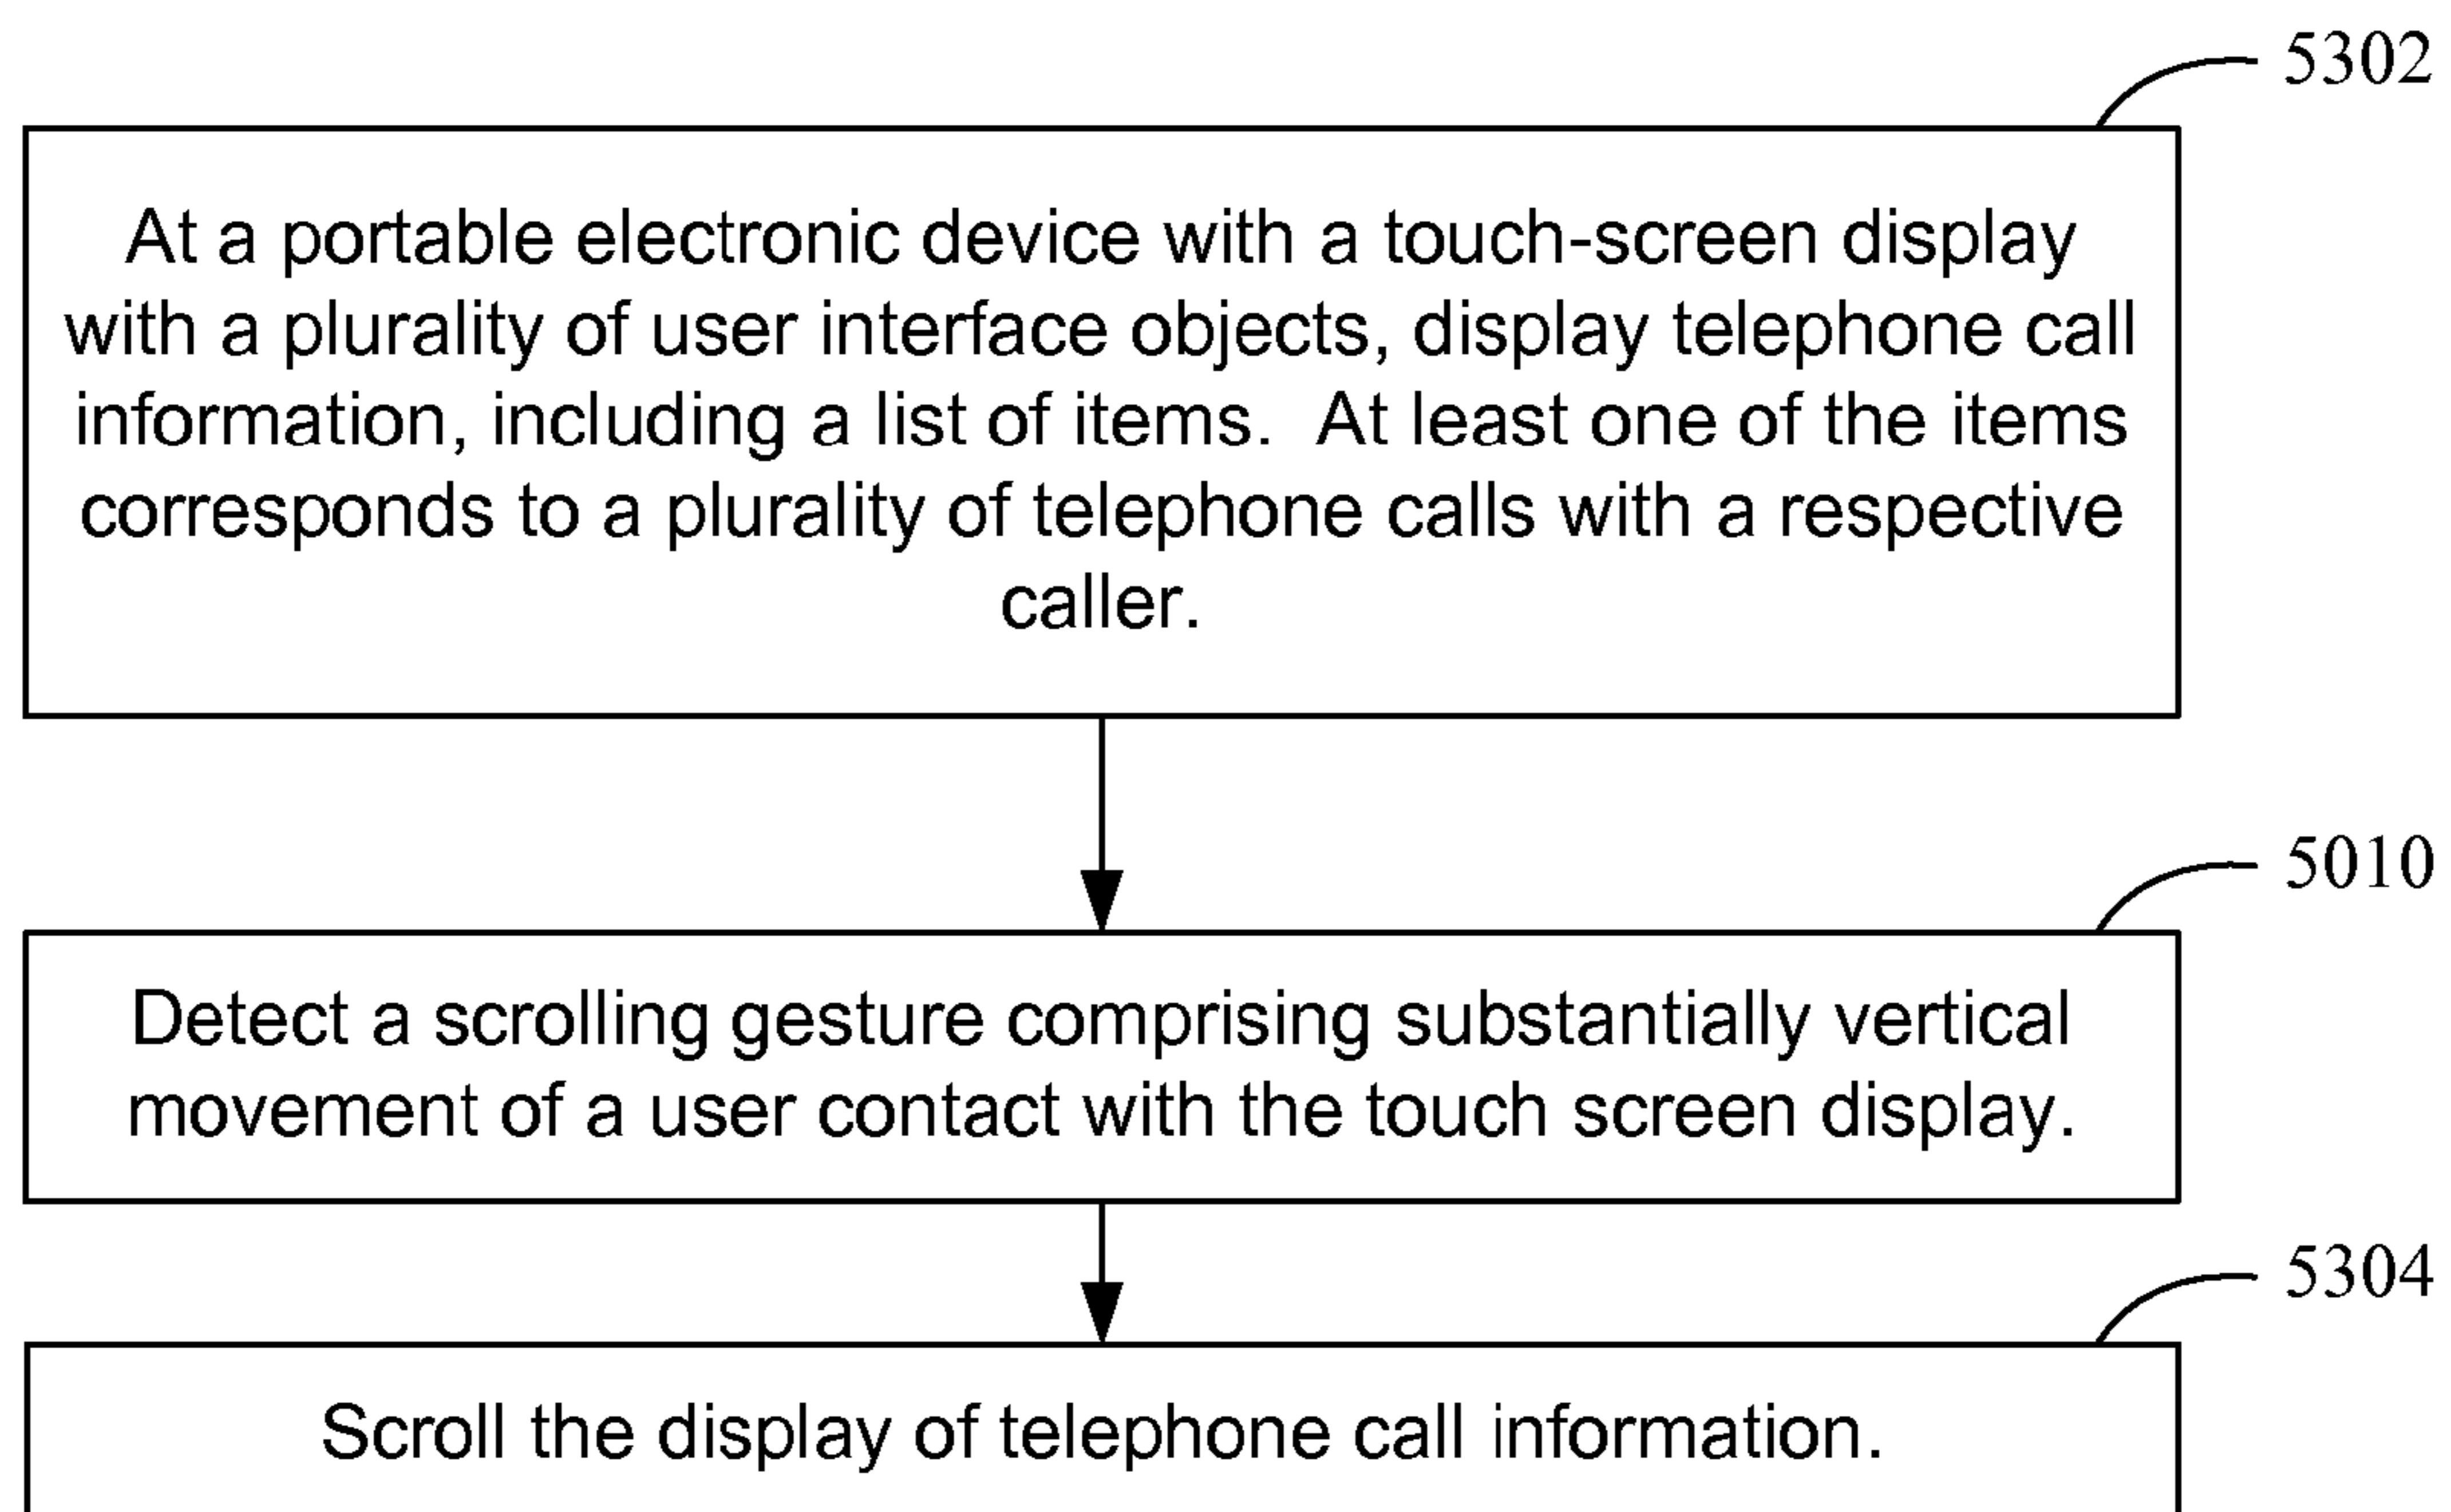 5302
At a portable electronic device with a touch-screen display
with a plurality of user interface objects, display telephone call
information, including a list of items.  At least one of the items
corresponds to a plurality of telephone calls with a respective
caller.
5010
Detect a scrolling gesture comprising substantially vertical
movement of a user contact with the touch screen display.
5304
Scroll the display of telephone call information.